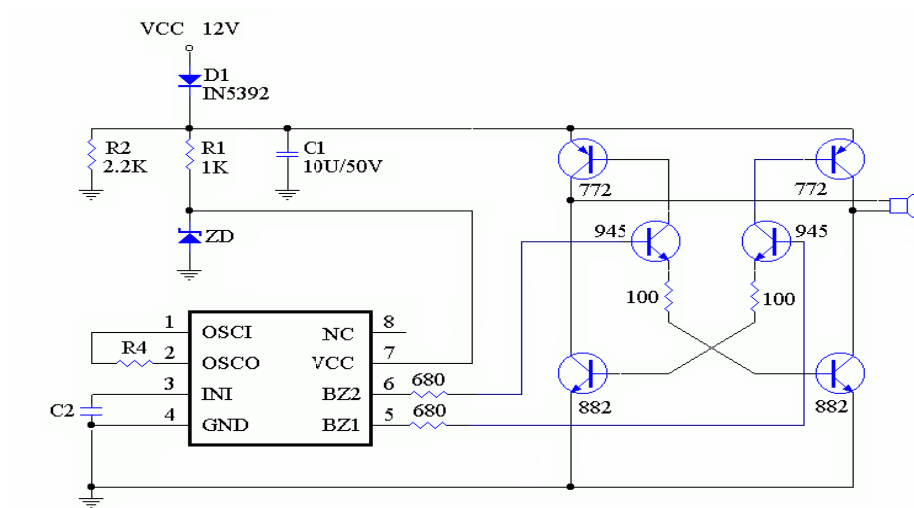 VCC 12V
D1
IN5392
R2
2.2K
R1
1K
C1
10U/50V
772
772
ZD
945
945
100
100
1
OSCI
NC
8
R4
2
OSCO
VCC
7
3
INI
BZ2
6
680
C2
4
GND
BZ1
5
680
882
882